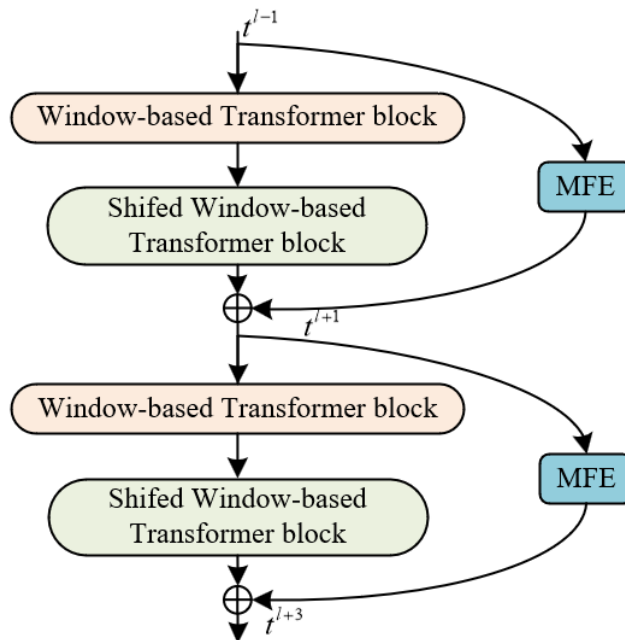 t^{l-1}
Window-based Transformer block
MFE
Shifed Window-based
Transformer block
t^{l+1}
Window-based Transformer block
MFE
Shifed Window-based
Transformer block
t^{l+3}